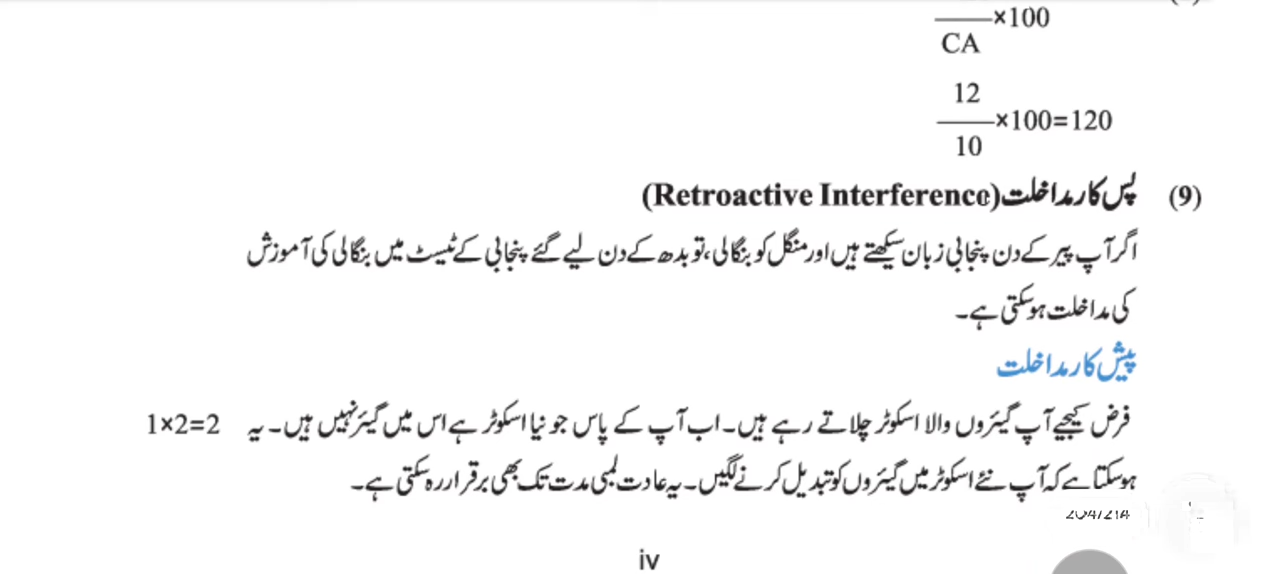 ×100
CA
12
×100=120
10
(9) پس کار مداخلت (Retroactive Interference)
اگر آپ پیر کے دن پنجابی زبان سیکھتے ہیں اور منگل کو بنگالی، تو بدھ کے دن لیے گئے پنجابی کے ٹیسٹ میں بنگالی کی آموزش
کی مداخلت ہو سکتی ہے۔
پیش کار مداخلت
فرض کیجیے آپ گیئروں والا اسکوٹر چلاتے رہے ہیں۔ اب آپ کے پاس جو نیا اسکوٹر ہے اس میں گیئر نہیں ہیں۔ یہ 1×2=2
ہو سکتا ہے کہ آپ نئے اسکوٹر میں گیئروں کو تبدیل کرنے لگیں۔ یہ عادت لمبی مدت تک بھی برقرار رہ سکتی ہے۔
iv